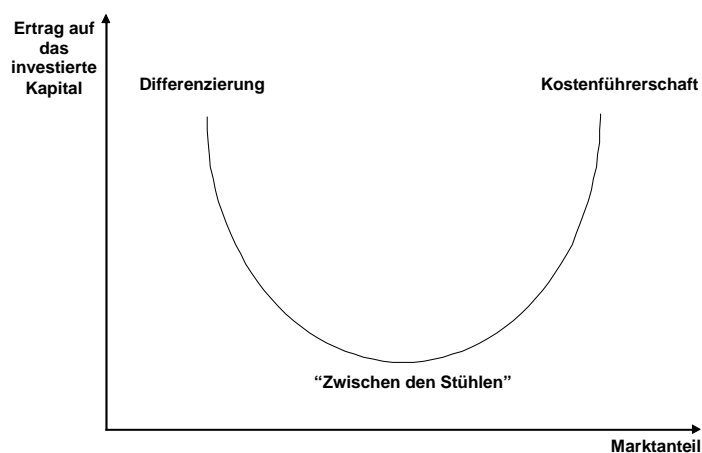 Ertrag auf
das
investierte
Kapital
Differenzierung
Kostenführerschaft
“Zwischen den Stühlen”
Marktanteil